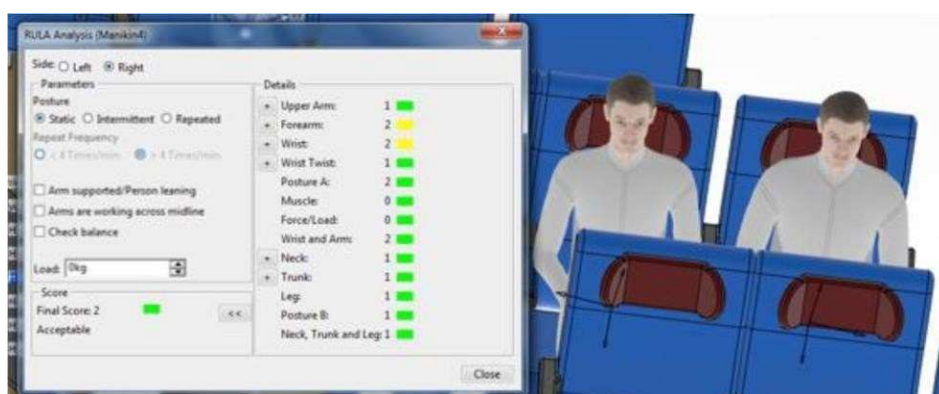 RULA Analysis (Manikin4)
Side: Left Right
Parameters
Posture
Static Intermittent Repeated
Repeat Frequency
< 4 Times/min. > 4 Times/min.
Arm supported/Person leaning
Arms are working across midline
Check balance
Load: 0kg
Score
Final Score: 2
<<
Acceptable
Details
+ Upper Arm: 1
+ Forearm: 2
+ Wrist: 2
+ Wrist Twist: 1
Posture A: 2
Muscle: 0
Force/Load: 0
Wrist and Arm: 2
+ Neck: 1
+ Trunk: 1
Leg: 1
Posture B: 1
Neck, Trunk and Leg: 1
Close